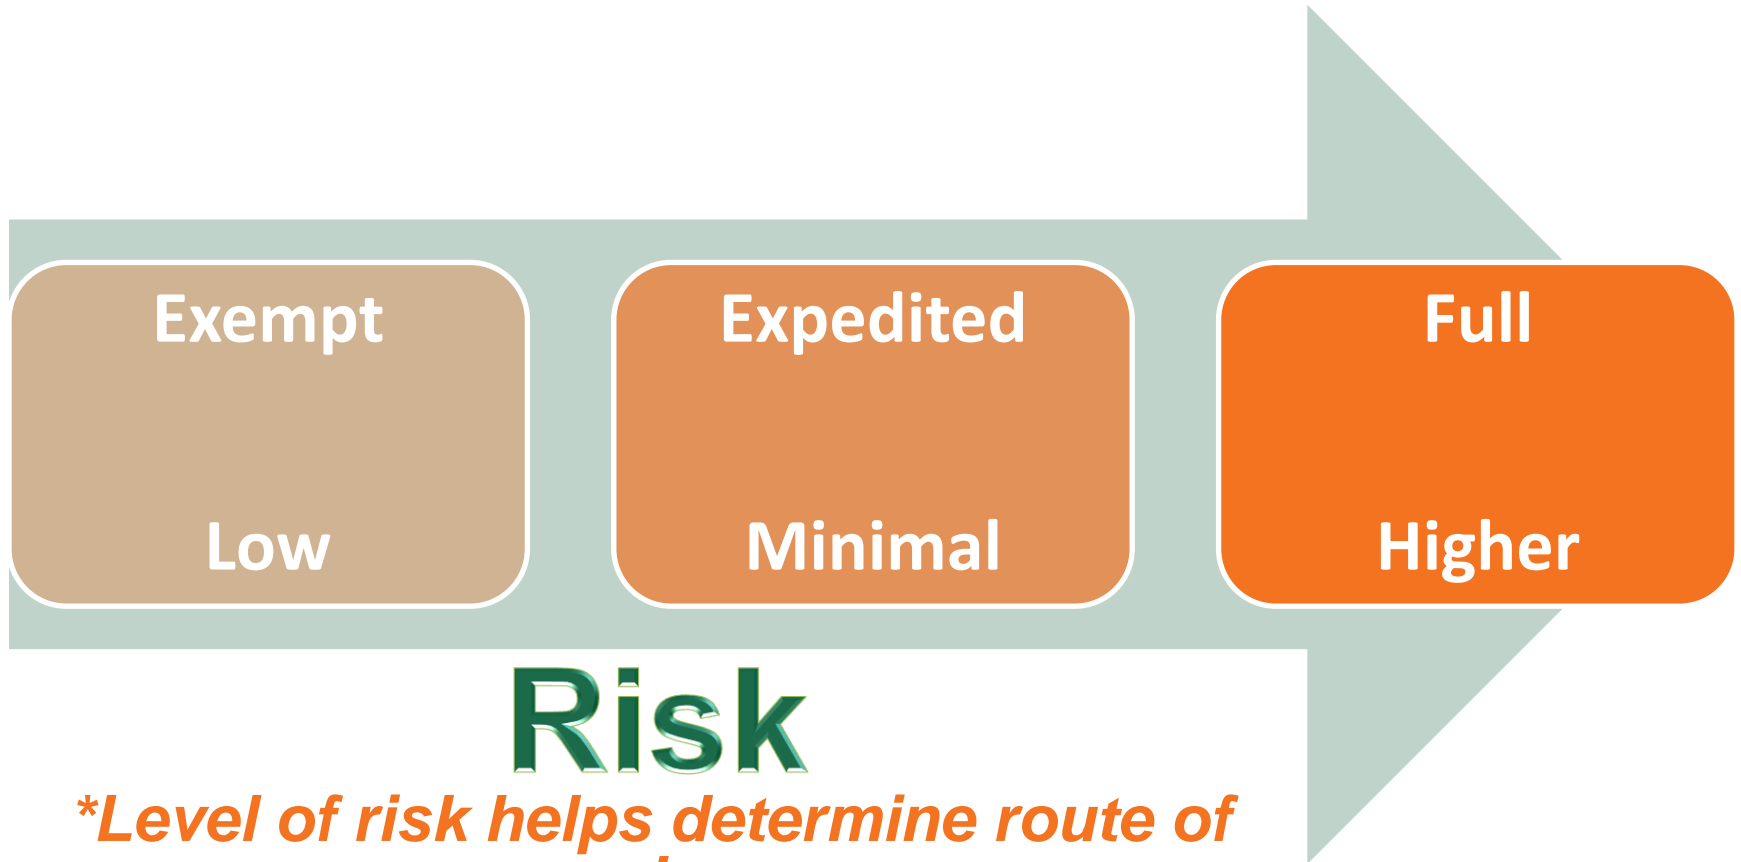 Exempt
Expedited
Full
Low
Minimal
Higher
Risk
*Level of risk helps determine route of